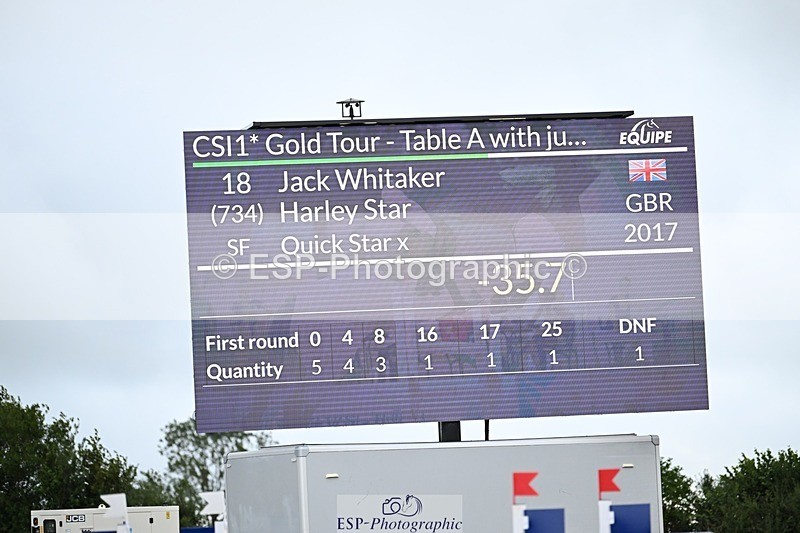 CSI1* Gold Tour - Table A with ju... EQUIPE
18 Jack Whitaker
(734) Harley Star GBR
SF Quick Star x 2017
© ESP-Photographic ©
-35.7
First round 0 4 8 16 17 25 DNF
Quantity 5 4 3 1 1 1 1
JCB
ESP-Photographic